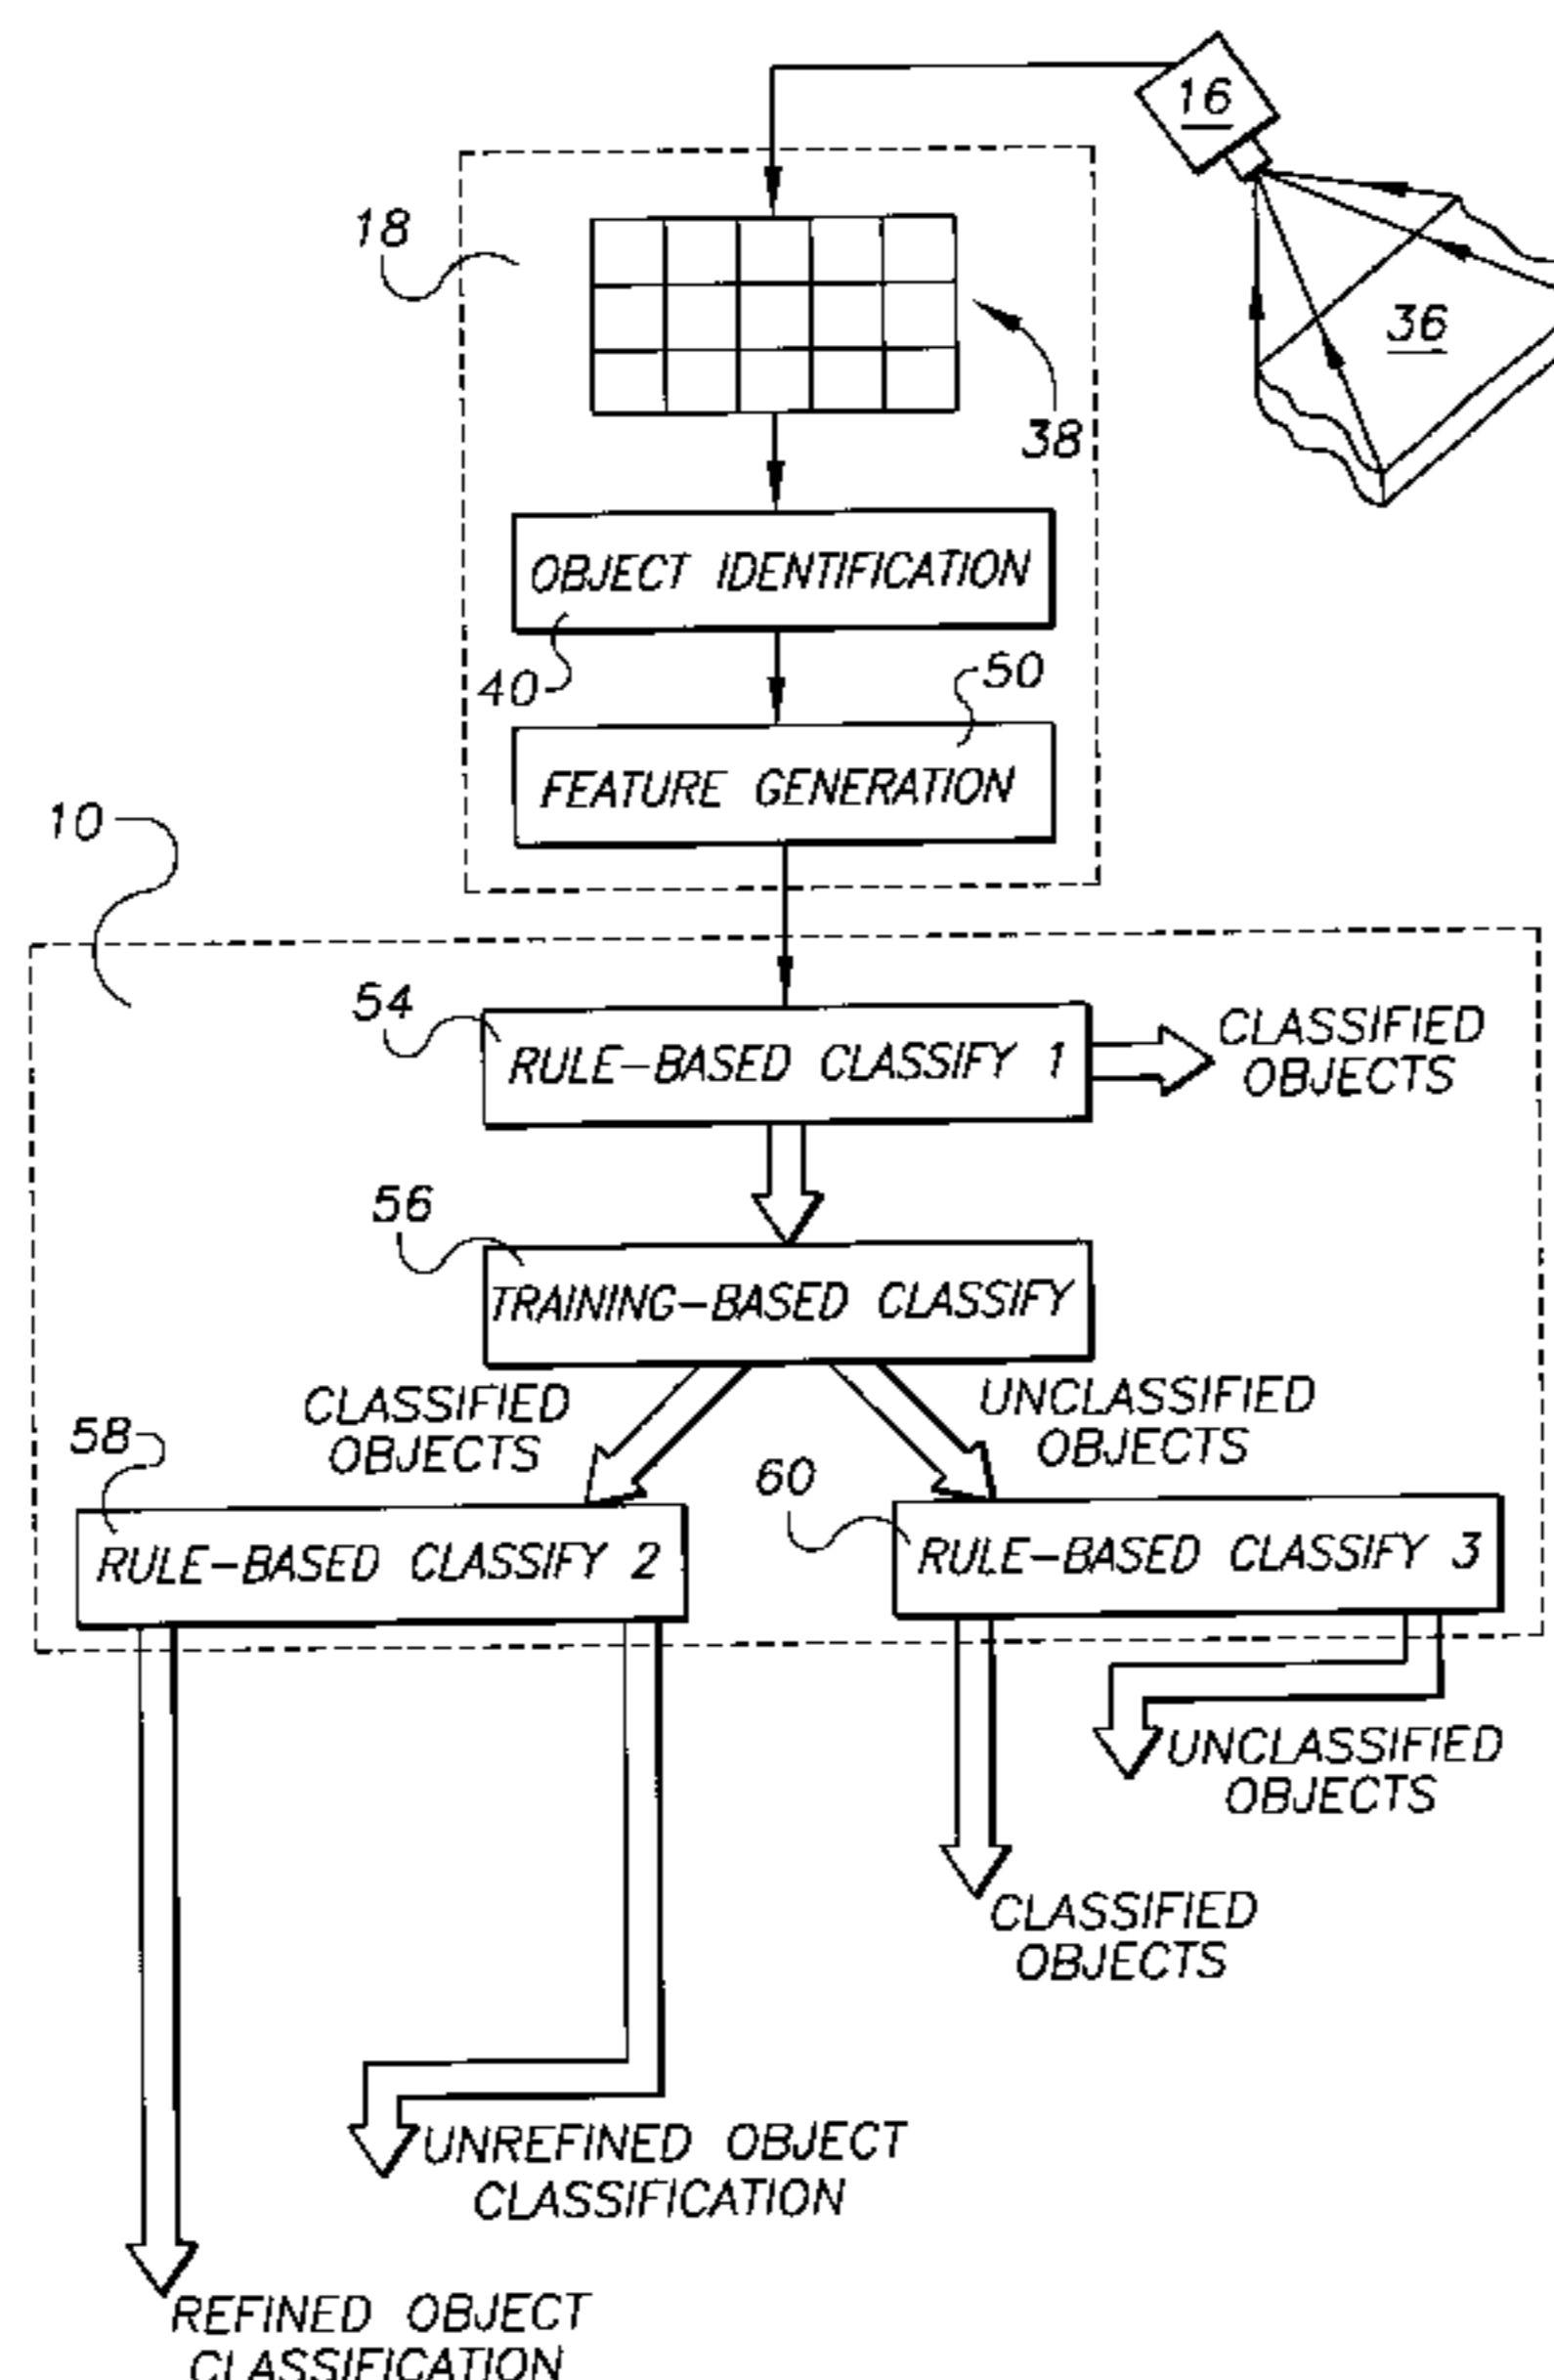 16
18
36
38
OBJECT IDENTIFICATION
40
50
FEATURE GENERATION
10
54
RULE-BASED CLASSIFY 1
CLASSIFIED
OBJECTS
56
TRAINING-BASED CLASSIFY
CLASSIFIED
OBJECTS
UNCLASSIFIED
OBJECTS
58
60
RULE-BASED CLASSIFY 2
RULE-BASED CLASSIFY 3
UNCLASSIFIED
OBJECTS
CLASSIFIED
OBJECTS
UNREFINED OBJECT
CLASSIFICATION
REFINED OBJECT
CLASSIFICATION